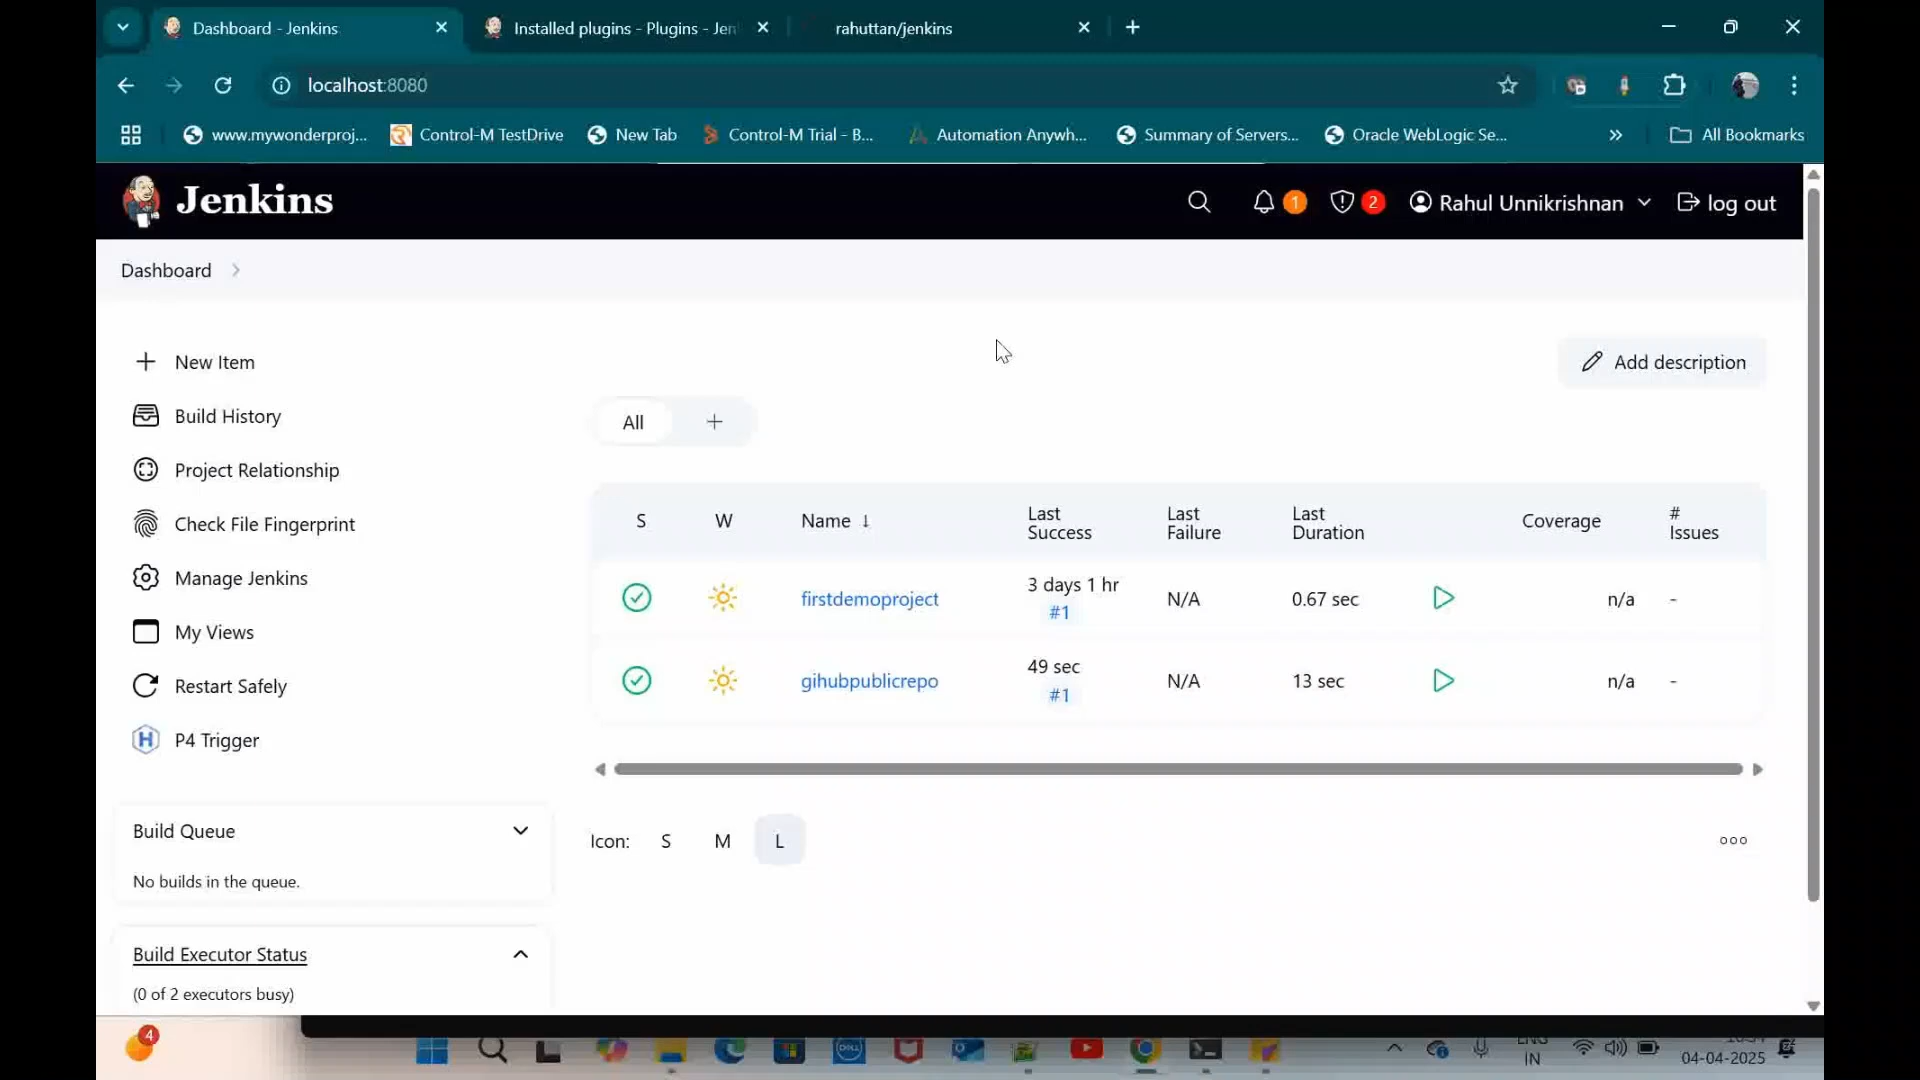 Dashboard - Jenkins
Installed plugins - Plugins - Jen
rahuttan/jenkins
localhost:8080
www.mywonderproj...
Control-M TestDrive
New Tab
Control-M Trial - B...
Automation Anywh...
Summary of Servers...
Oracle WebLogic Se...
»
All Bookmarks
Jenkins
1
2
Rahul Unnikrishnan
log out
Dashboard
New Item
Add description
Build History
All
+
Project Relationship
S
W
Name ↓
Last Success
Last Failure
Last Duration
Coverage
# Issues
Check File Fingerprint
Manage Jenkins
firstdemoproject
3 days 1 hr
#1
N/A
0.67 sec
n/a
-
My Views
gihubpublicrepo
49 sec
#1
N/A
13 sec
n/a
-
Restart Safely
P4 Trigger
Build Queue
Icon: S M L
No builds in the queue.
Build Executor Status
(0 of 2 executors busy)
4
DELL
IN
04-04-2025